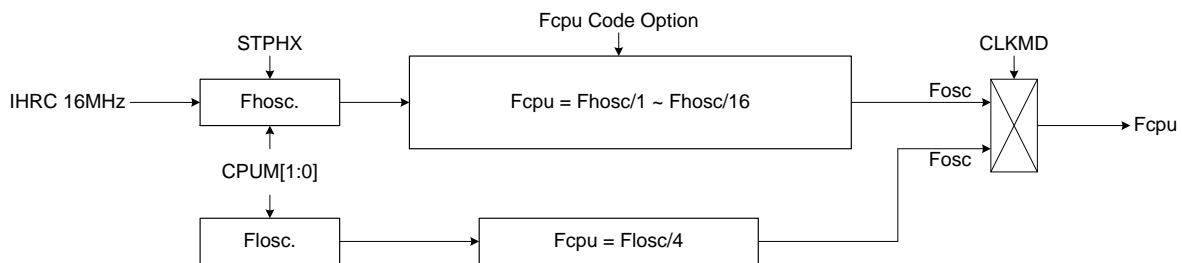 Fcpu Code Option
STPHX
CLKMD
IHRC 16MHz
Fhosc.
Fcpu = Fhosc/1 ~ Fhosc/16
Fosc
Fcpu
Fosc
CPUM[1:0]
Flosc.
Fcpu = Flosc/4